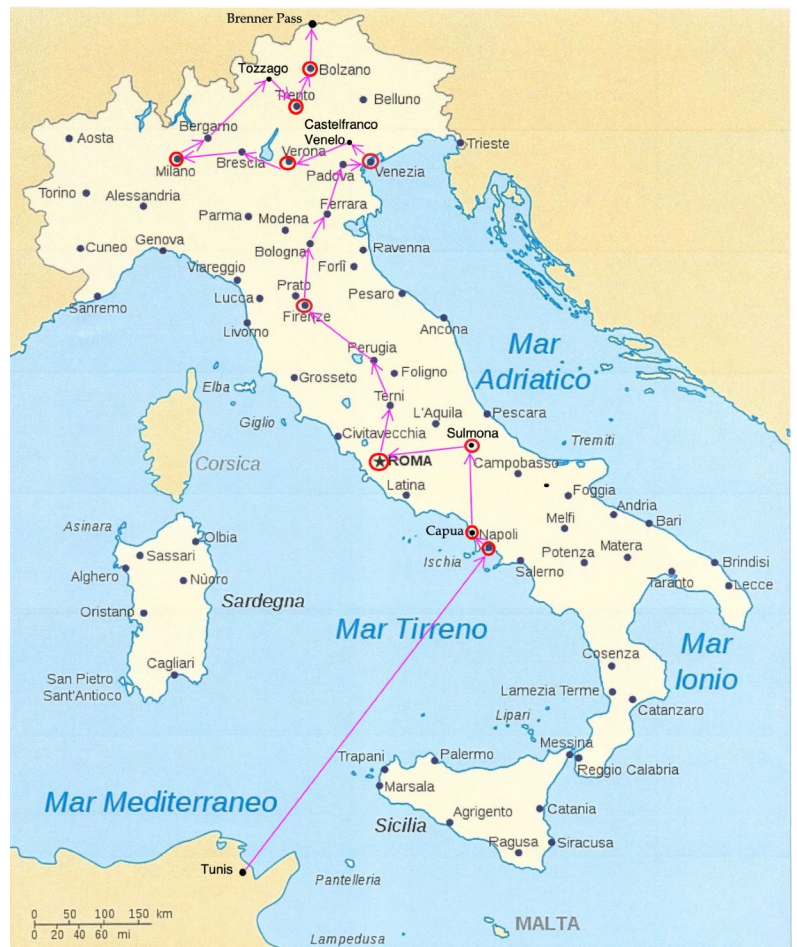 Brenner Pass
Tozzago
Bolzano
Trento
Belluno
Castelfranco
Venelo
Aosta
Bergamo
Trieste
Verona
Brescia
Milano
Padova
Venezia
Torino
Alessandria
Ferrara
Parma
Modena
Cuneo
Genova
Bologna
Ravenna
Forlì
Viareggio
Prato
Pesaro
Lucca
Sanremo
Firenze
Livorno
Ancona
Mar
Adriatico
Perugia
Foligno
Elba
Grosseto
Terni
L'Aquila
Pescara
Giglio
Civitavecchia
Sulmona
Tremiti
Corsica
ROMA
Campobasso
Latina
Foggia
Andria
Bari
Asinara
Olbia
Capua
Napoli
Melfi
Sassari
Ischia
Potenza
Matera
Brindisi
Alghero
Nùoro
Salerno
Taranto
Lecce
Oristano
Sardegna
Mar Tirreno
Mar
Ionio
Cosenza
Cagliari
San Pietro
Sant'Antioco
Lamezia Terme
Catanzaro
Lipari
Messina
Trapani
Palermo
Reggio Calabria
Marsala
Mar Mediterraneo
Agrigento
Catania
Sicilia
Ragusa
Siracusa
Tunis
Pantelleria
0 50 100 150 km
0 20 40 60 mi
MALTA
Lampedusa